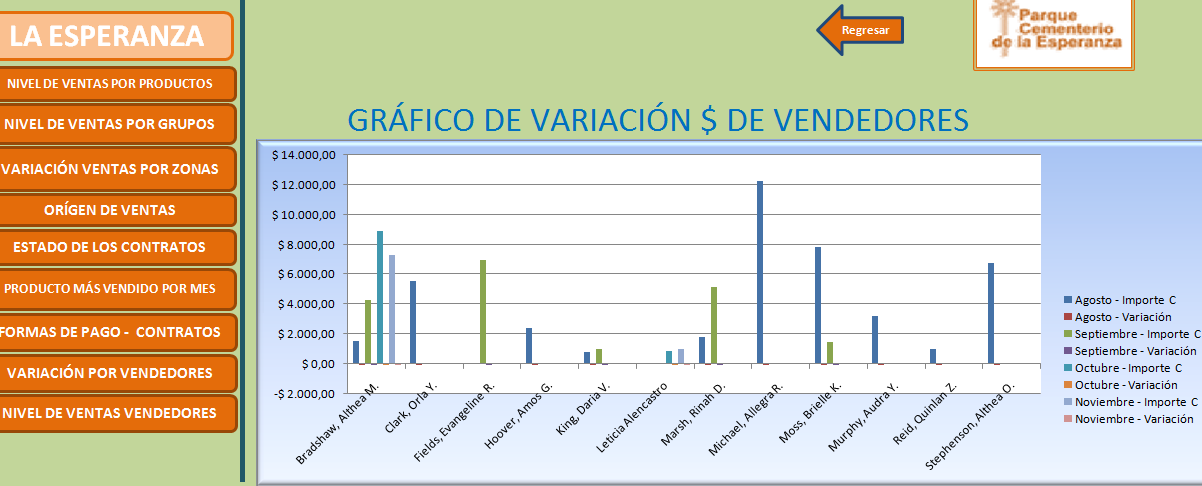 LA ESPERANZA
NIVEL DE VENTAS POR PRODUCTOS
NIVEL DE VENTAS POR GRUPOS
VARIACIÓN VENTAS POR ZONAS
ORÍGEN DE VENTAS
ESTADO DE LOS CONTRATOS
PRODUCTO MÁS VENDIDO POR MES
FORMAS DE PAGO - CONTRATOS
VARIACIÓN POR VENDEDORES
NIVEL DE VENTAS VENDEDORES
Regresar
Parque
Cementerio
de la Esperanza
GRÁFICO DE VARIACIÓN $ DE VENDEDORES
$ 14.000,00
$ 12.000,00
$ 10.000,00
$ 8.000,00
$ 6.000,00
$ 4.000,00
$ 2.000,00
$ 0,00
-$ 2.000,00
Bradshaw, Althea M.
Clark, Orla Y.
Fields, Evangeline R.
Hoover, Amos G.
King, Daria V.
Leticia Alencastro
Marsh, Rinah D.
Michael, Allegra R.
Moss, Brielle K.
Murphy, Audra Y.
Reid, Quinlan Z.
Stephenson, Althea O.
Agosto - Importe C
Agosto - Variación
Septiembre - Importe C
Septiembre - Variación
Octubre - Importe C
Octubre - Variación
Noviembre - Importe C
Noviembre - Variación